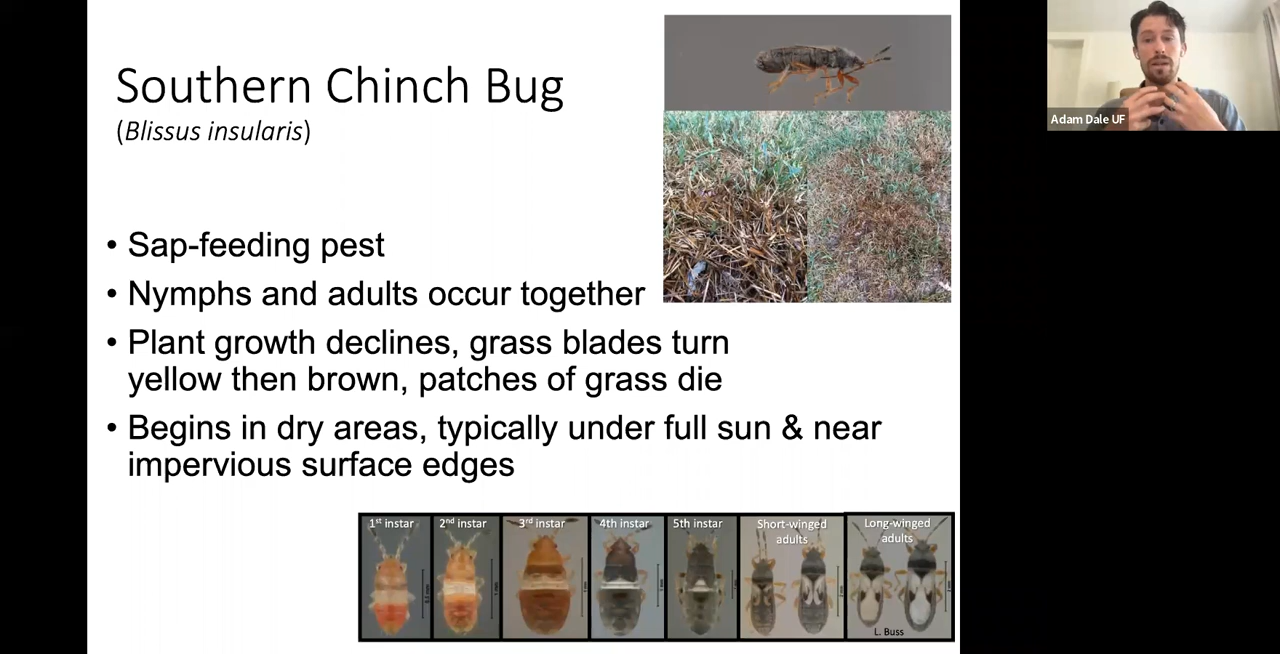 Southern Chinch Bug
(Blissus insularis)
Adam Dale UF
• Sap-feeding pest
• Nymphs and adults occur together
• Plant growth declines, grass blades turn
yellow then brown, patches of grass die
• Begins in dry areas, typically under full sun & near
impervious surface edges
1st instar
2nd instar
3rd instar
4th instar
5th instar
Short-winged
adults
Long-winged
adults
L. Buss